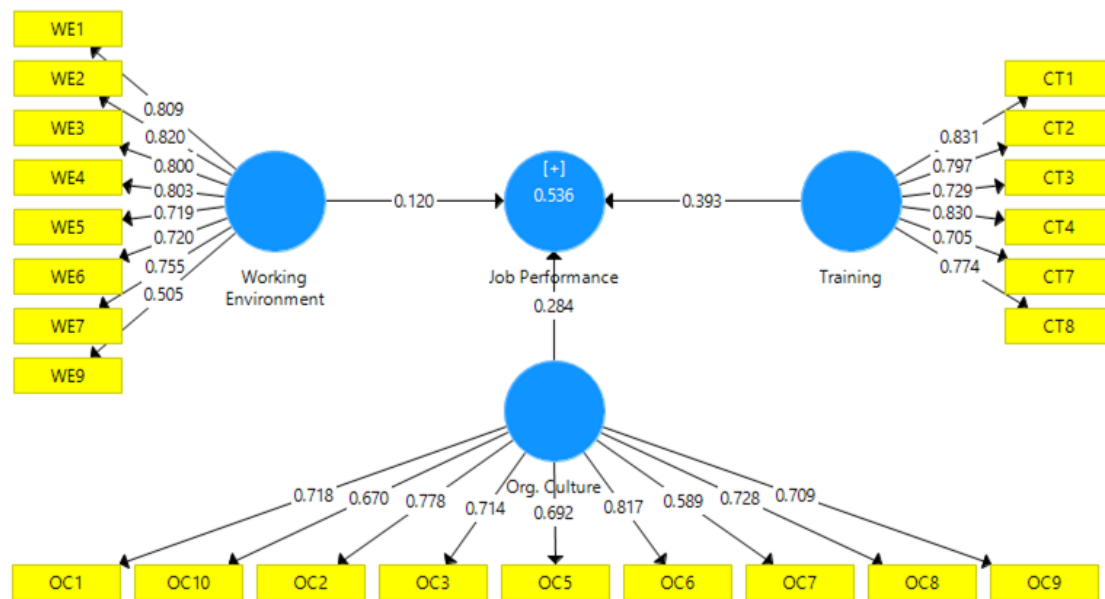 WE1
WE2
WE3
WE4
WE5
WE6
WE7
WE9
0.809
0.820
0.800
0.803
0.719
0.720
0.755
0.505
Working
Environment
0.120
[+]
0.536
Job Performance
0.393
Training
0.831
0.797
0.729
0.830
0.705
0.774
CT1
CT2
CT3
CT4
CT7
CT8
0.284
Org. Culture
0.718
0.670
0.778
0.714
0.692
0.817
0.589
0.728
0.709
OC1
OC10
OC2
OC3
OC5
OC6
OC7
OC8
OC9